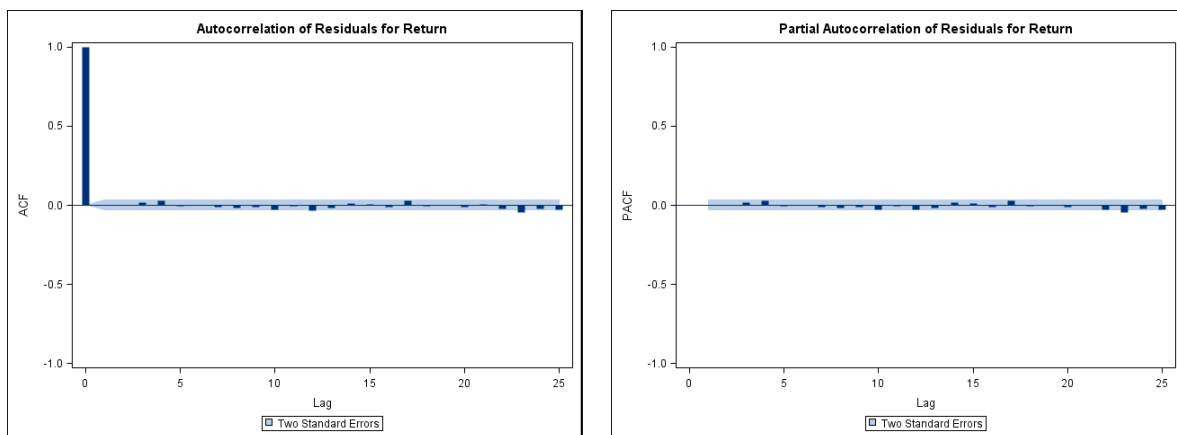 Autocorrelation of Residuals for Return
1.0
0.5
0.0
-0.5
-1.0
ACF
0 5 10 15 20 25
Lag
Two Standard Errors
Partial Autocorrelation of Residuals for Return
1.0
0.5
0.0
-0.5
-1.0
PACF
0 5 10 15 20 25
Lag
Two Standard Errors